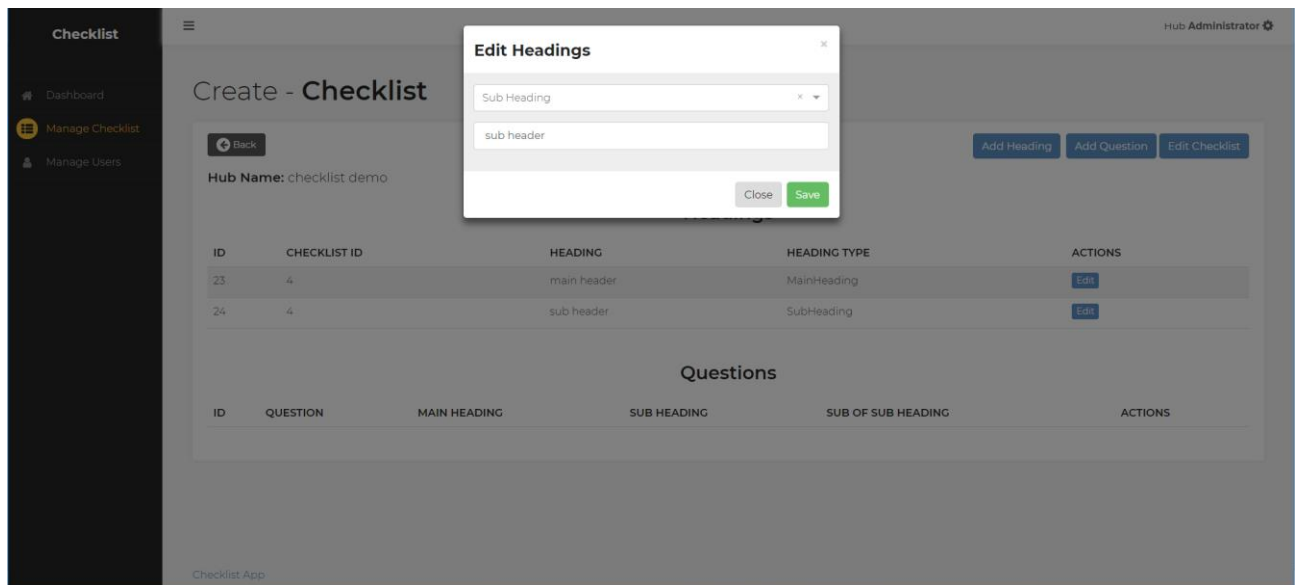 Checklist
Hub Administrator
Dashboard
Manage Checklist
Manage Users
Create - Checklist
Edit Headings
×
Sub Heading
×
sub header
Close
Save
Back
Add Heading
Add Question
Edit Checklist
Hub Name: checklist demo
Headings
ID CHECKLIST ID HEADING HEADING TYPE ACTIONS
23 4 main header MainHeading Edit
24 4 sub header SubHeading Edit
Questions
ID QUESTION MAIN HEADING SUB HEADING SUB OF SUB HEADING ACTIONS
Checklist App